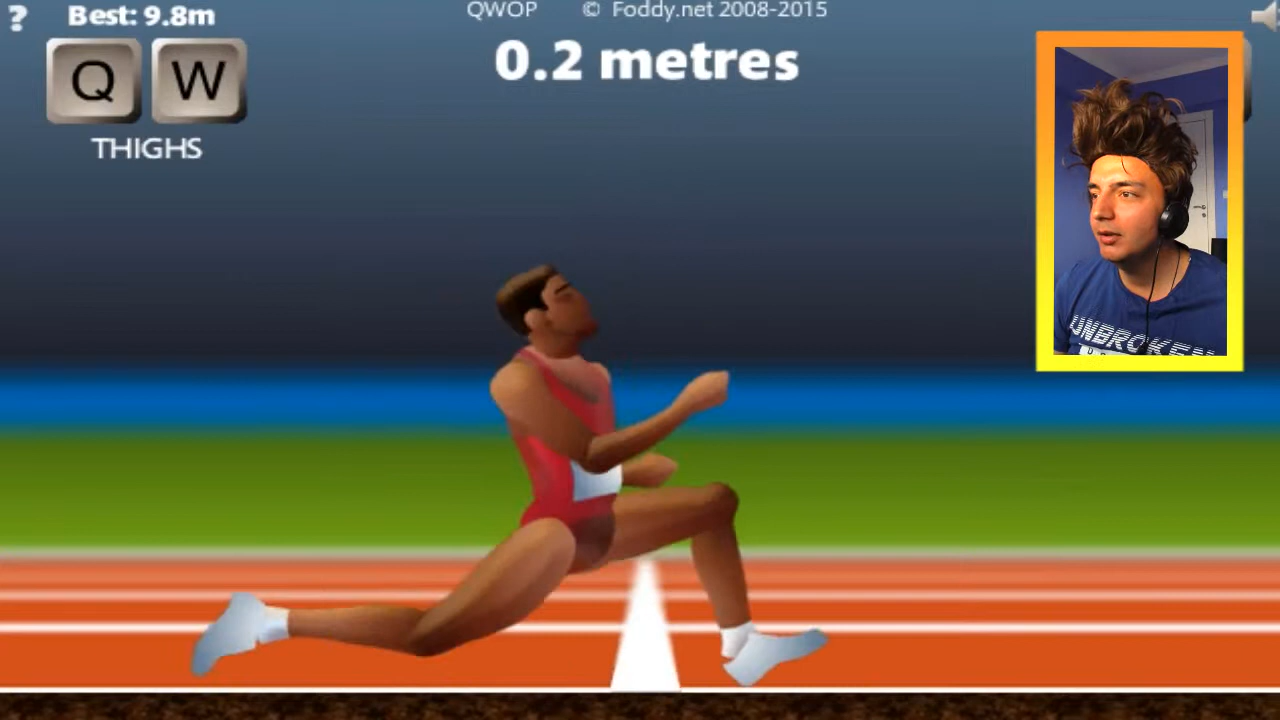 ?
Best: 9.8m
QWOP © Foddy.net 2008-2015
0.2 metres
Q W
THIGHS
UNBROKEN